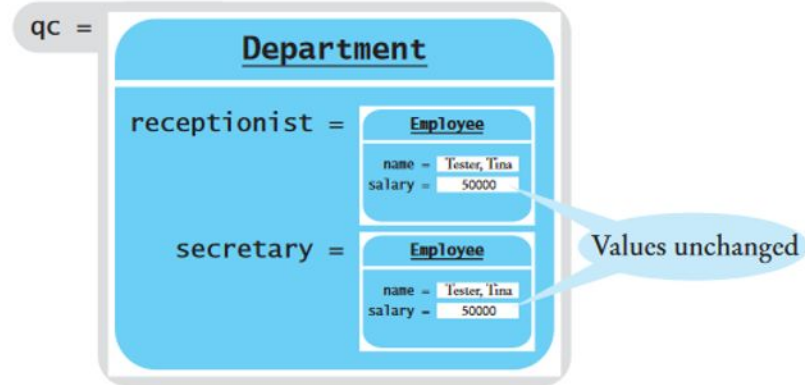 qc =
Department
receptionist =
Employee
name = Tester, Tina
salary = 50000
Values unchanged
secretary =
Employee
name = Tester, Tina
salary = 50000